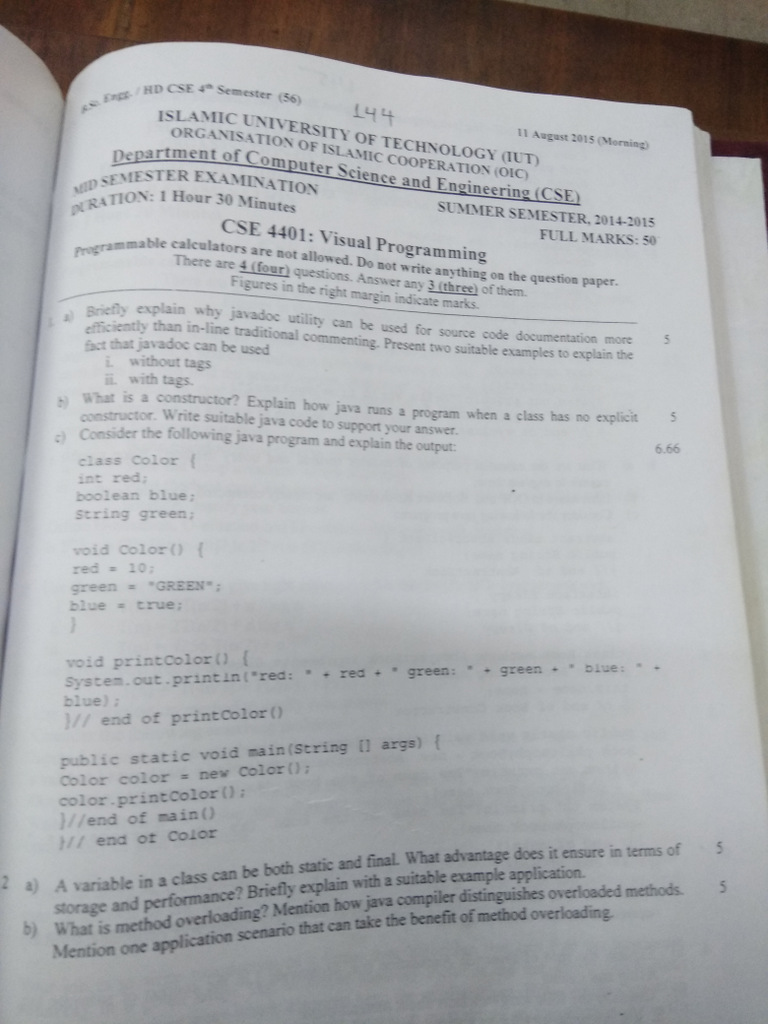 B.Sc. Engg. / HD CSE 4th Semester (56)
144
11 August 2015 (Morning)
ISLAMIC UNIVERSITY OF TECHNOLOGY (IUT)
ORGANISATION OF ISLAMIC COOPERATION (OIC)
Department of Computer Science and Engineering (CSE)
MID SEMESTER EXAMINATION
SUMMER SEMESTER, 2014-2015
DURATION: 1 Hour 30 Minutes
FULL MARKS: 50
CSE 4401: Visual Programming
Programmable calculators are not allowed. Do not write anything on the question paper.
There are 4 (four) questions. Answer any 3 (three) of them.
Figures in the right margin indicate marks.
a) Briefly explain why javadoc utility can be used for source code documentation more 5
efficiently than in-line traditional commenting. Present two suitable examples to explain the
fact that javadoc can be used
i. without tags
ii. with tags.
b) What is a constructor? Explain how java runs a program when a class has no explicit 5
constructor. Write suitable java code to support your answer.
c) Consider the following java program and explain the output: 6.66
class Color {
int red;
boolean blue;
String green;
void Color() {
red = 10;
green = "GREEN";
blue = true;
}
void printColor() {
System.out.println("red: " + red + " green: " + green + " blue: " +
blue);
}// end of printColor()
public static void main(String [] args) {
Color color = new Color();
color.printColor();
}//end of main()
}// end of Color
2 a) A variable in a class can be both static and final. What advantage does it ensure in terms of 5
storage and performance? Briefly explain with a suitable example application.
b) What is method overloading? Mention how java compiler distinguishes overloaded methods. 5
Mention one application scenario that can take the benefit of method overloading.